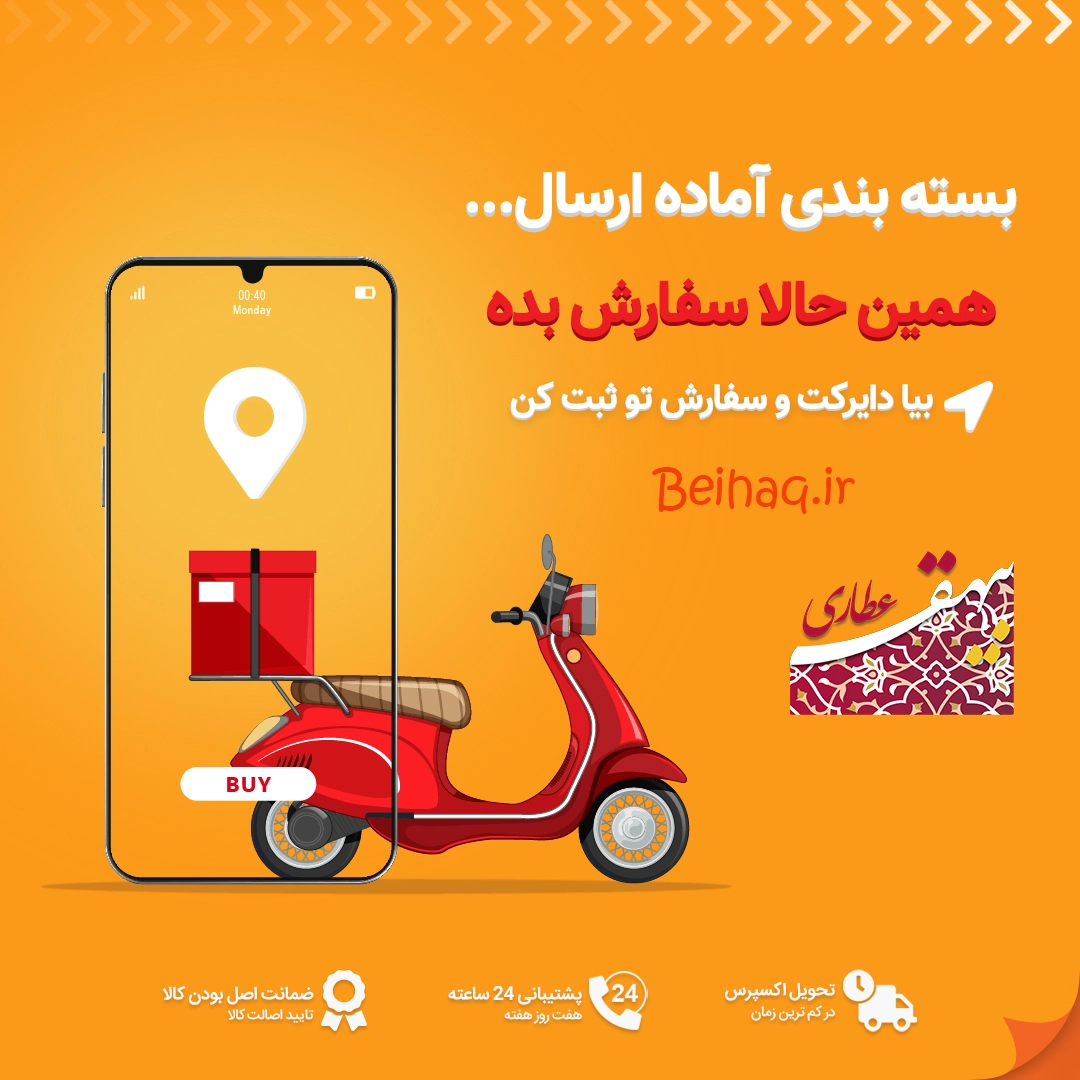 بسته بندی آماده ارسال...
همین حالا سفارش بده
بیا دایرکت و سفارش تو ثبت کن
Beihaq.ir
بیهق
عطاری
00:40
Monday
BUY
تحویل اکسپرس
در کم ترین زمان
24
پشتیبانی 24 ساعته
هفت روز هفته
ضمانت اصل بودن کالا
تایید اصالت کالا